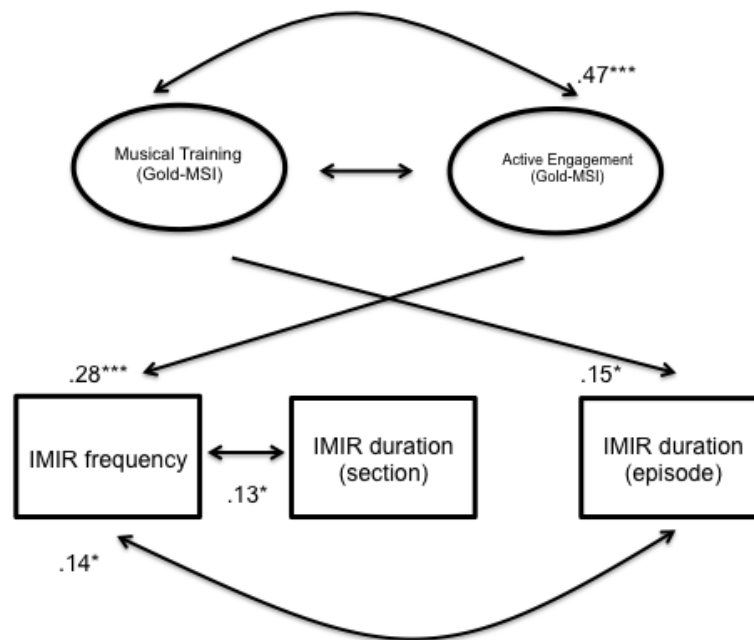 .47***
Musical Training
(Gold-MSI)
Active Engagement
(Gold-MSI)
.28***
.15*
IMIR frequency
IMIR duration
(section)
IMIR duration
(episode)
.13*
.14*